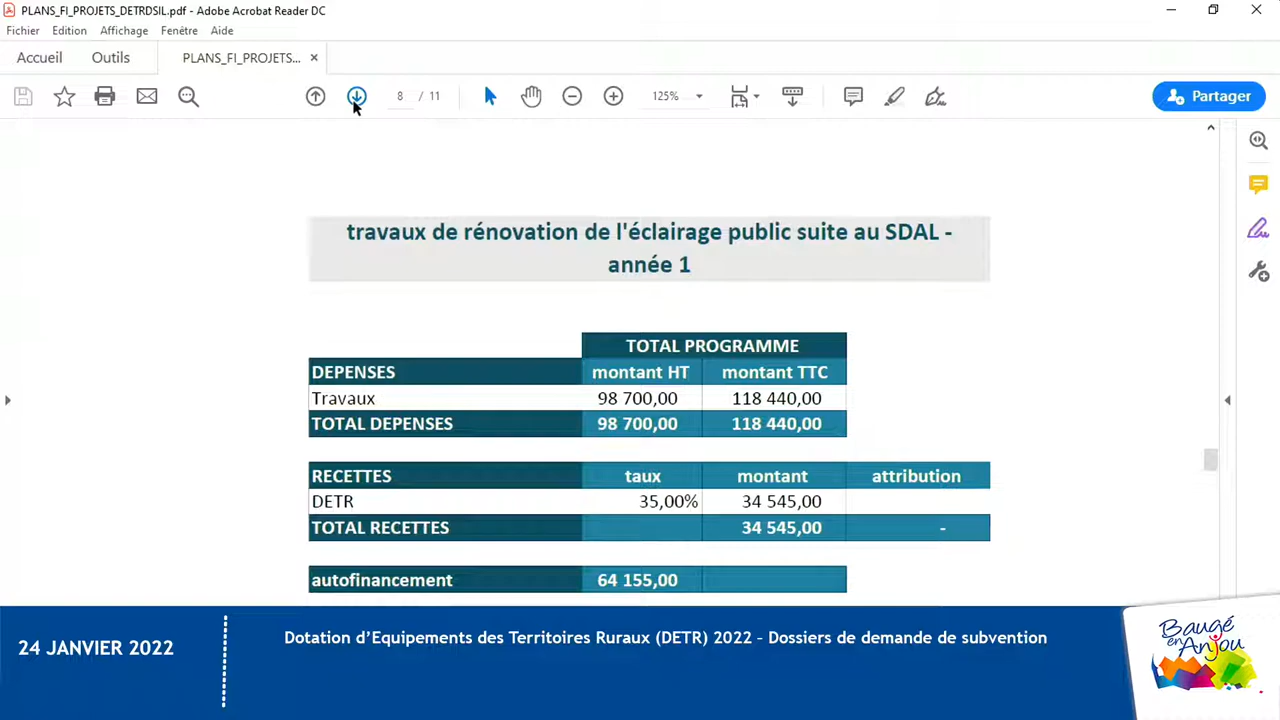 PLANS_FI_PROJETS_DETRDSIL.pdf - Adobe Acrobat Reader DC
Fichier Edition Affichage Fenêtre Aide
Accueil Outils PLANS_FI_PROJETS... ×
8 / 11 125% Partager
travaux de rénovation de l'éclairage public suite au SDAL -
année 1
TOTAL PROGRAMME
DEPENSES montant HT montant TTC
Travaux 98 700,00 118 440,00
TOTAL DEPENSES 98 700,00 118 440,00
RECETTES taux montant attribution
DETR 35,00% 34 545,00
TOTAL RECETTES 34 545,00 -
autofinancement 64 155,00
24 JANVIER 2022
Dotation d’Equipements des Territoires Ruraux (DETR) 2022 – Dossiers de demande de subvention
Baugé
en Anjou